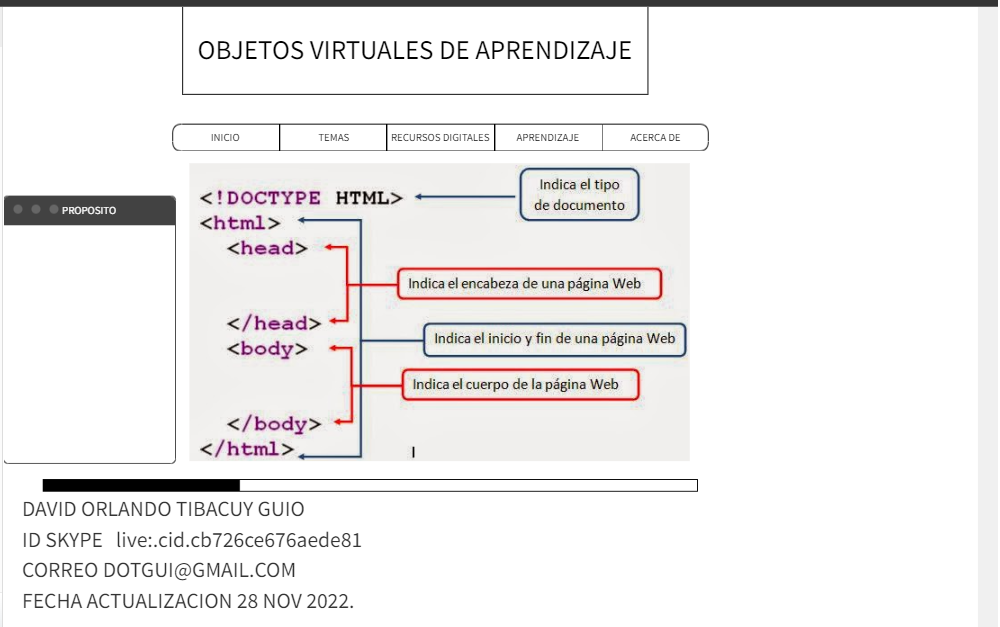 OBJETOS VIRTUALES DE APRENDIZAJE
INICIO
TEMAS
RECURSOS DIGITALES
APRENDIZAJE
ACERCA DE
PROPOSITO
<!DOCTYPE HTML>
Indica el tipo
de documento
<html>
<head>
Indica el encabeza de una página Web
</head>
Indica el inicio y fin de una página Web
<body>
Indica el cuerpo de la página Web
</body>
</html>
DAVID ORLANDO TIBACUY GUIO
ID SKYPE live:.cid.cb726ce676aede81
CORREO DOTGUI@GMAIL.COM
FECHA ACTUALIZACION 28 NOV 2022.